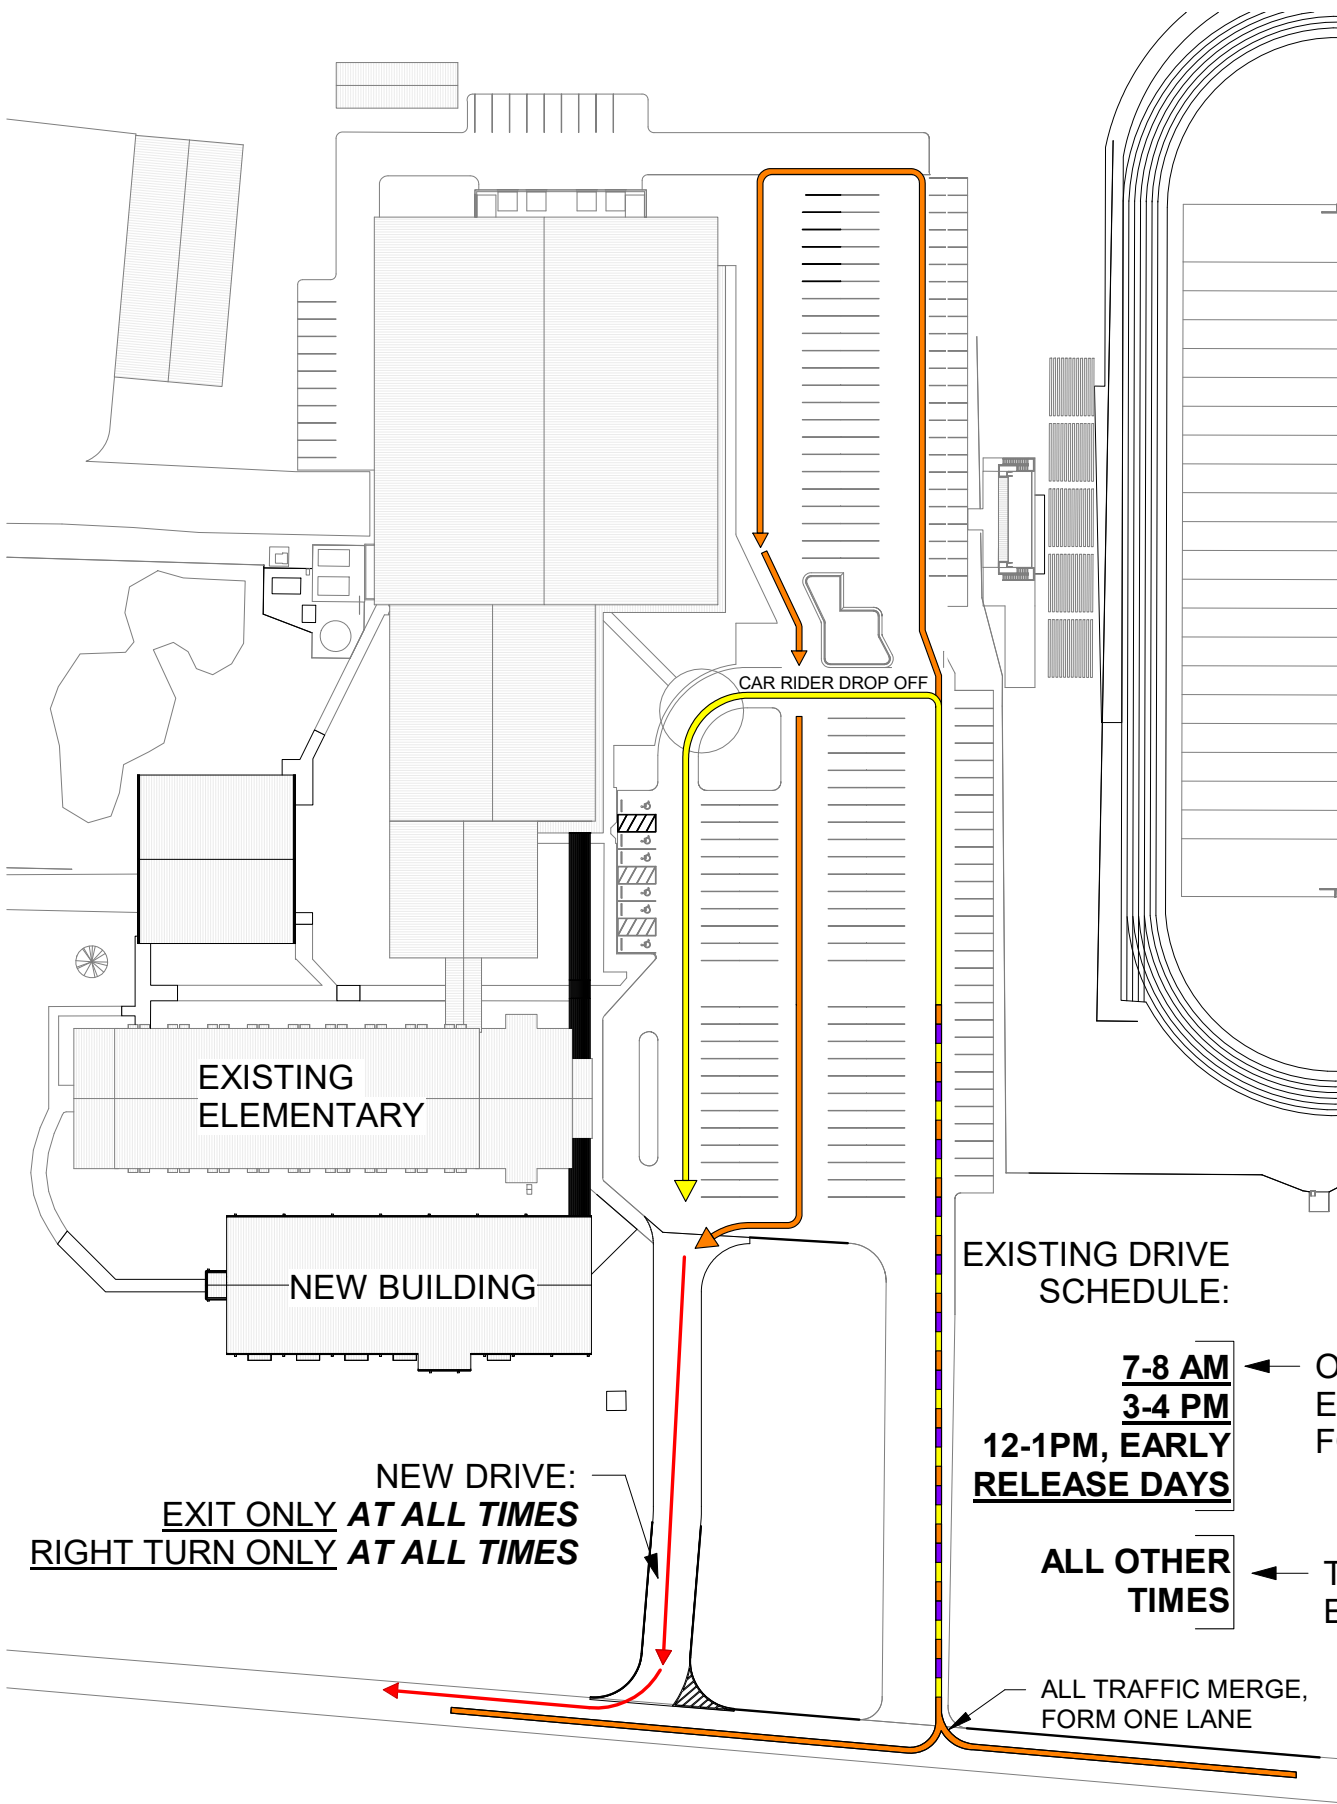 CAR RIDER DROP OFF
EXISTING
ELEMENTARY
NEW BUILDING
EXISTING DRIVE
SCHEDULE:
7-8 AM
3-4 PM
12-1PM, EARLY
RELEASE DAYS
ALL OTHER
TIMES
NEW DRIVE:
EXIT ONLY AT ALL TIMES
RIGHT TURN ONLY AT ALL TIMES
ALL TRAFFIC MERGE,
FORM ONE LANE